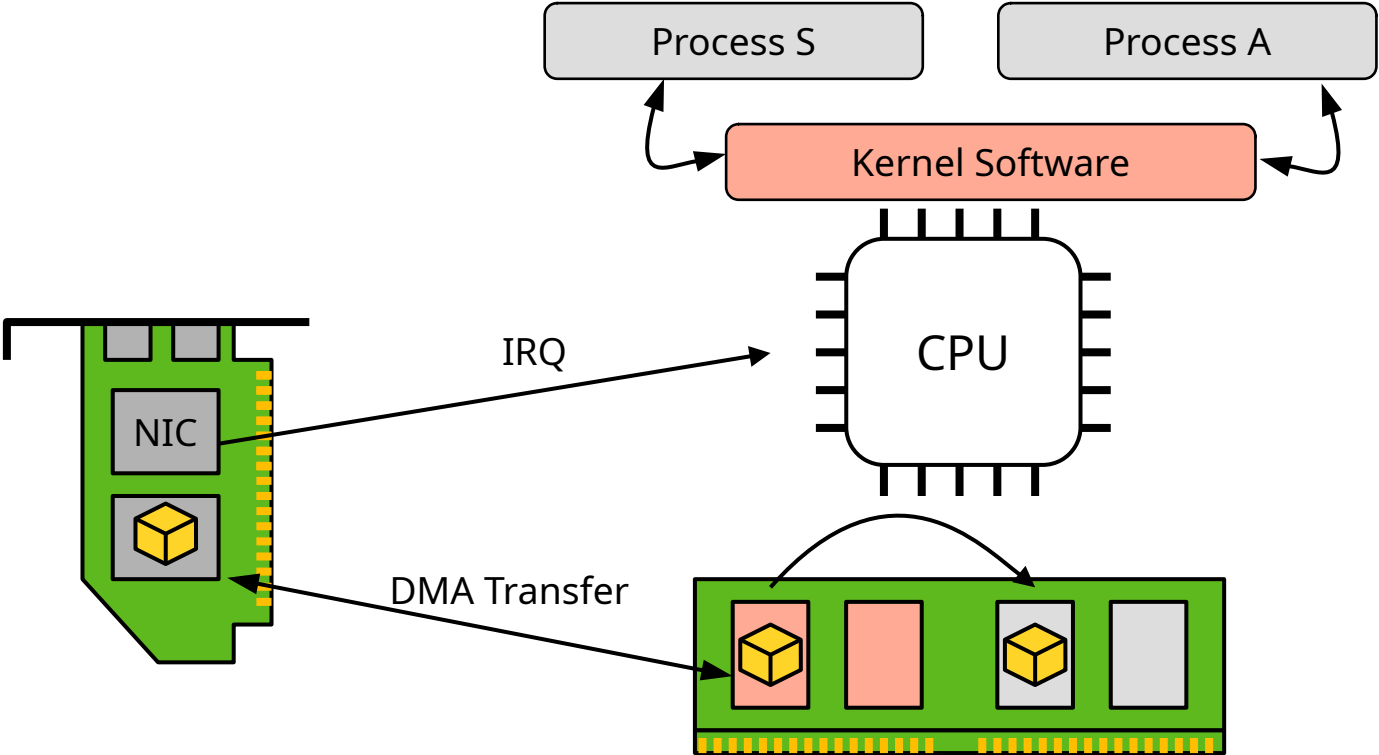 Process S
Process A
Kernel Software
CPU
IRQ
NIC
DMA Transfer